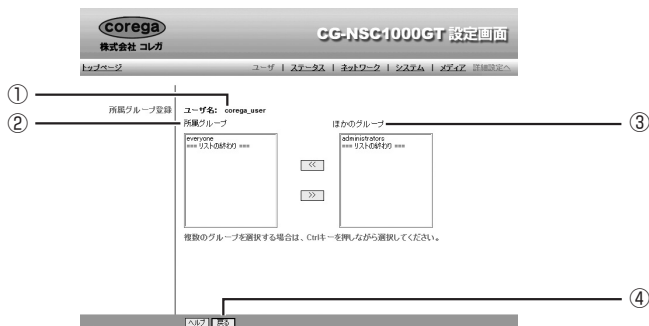 corega
株式会社 コレガ
CG-NSC1000GT 設定画面
トップページ
ユーザ | ステータス | ネットワーク | システム | メディア 詳細設定へ
①
所属グループ登録
ユーザ名: corega_user
②
所属グループ
ほかのグループ
③
everyone
=== リストの終わり ===
administrators
=== リストの終わり ===
<<
>>
複数のグループを選択する場合は、Ctrlキーを押しながら選択してください。
④
ヘルプ 戻る